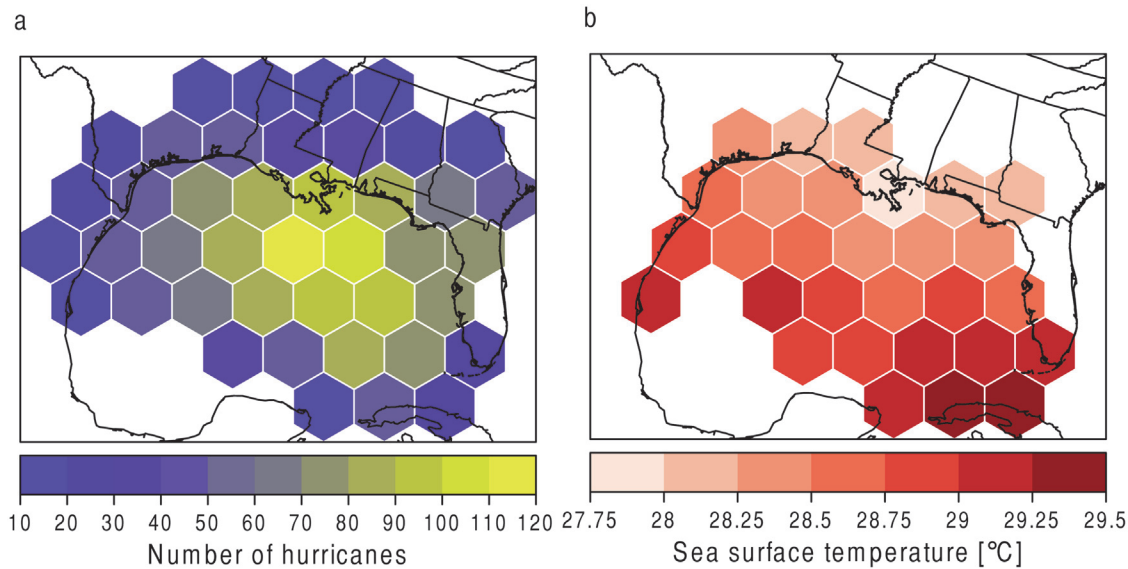 a
b
10 20 30 40 50 60 70 80 90 100 110 120
Number of hurricanes
27.75 28 28.25 28.5 28.75 29 29.25 29.5
Sea surface temperature [°C]